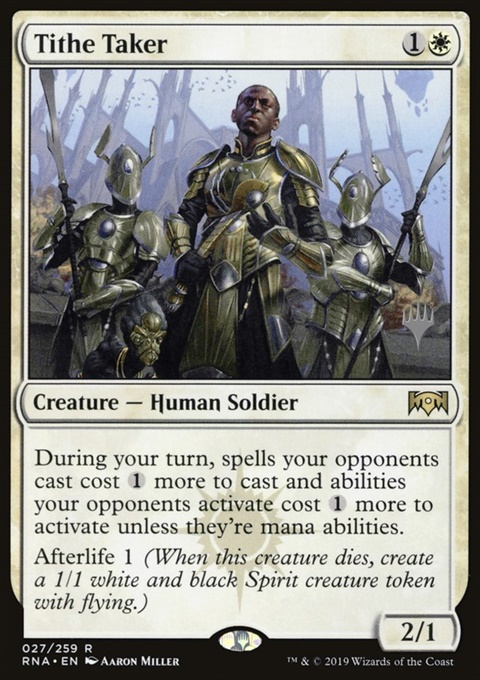 Tithe Taker 1
Creature — Human Soldier
During your turn, spells your opponents
cast cost 1 more to cast and abilities
your opponents activate cost 1 more to
activate unless they're mana abilities.
Afterlife 1 (When this creature dies, create
a 1/1 white and black Spirit creature token
with flying.)
2/1
027/259 R
RNA • EN Aaron Miller
™ & © 2019 Wizards of the Coast